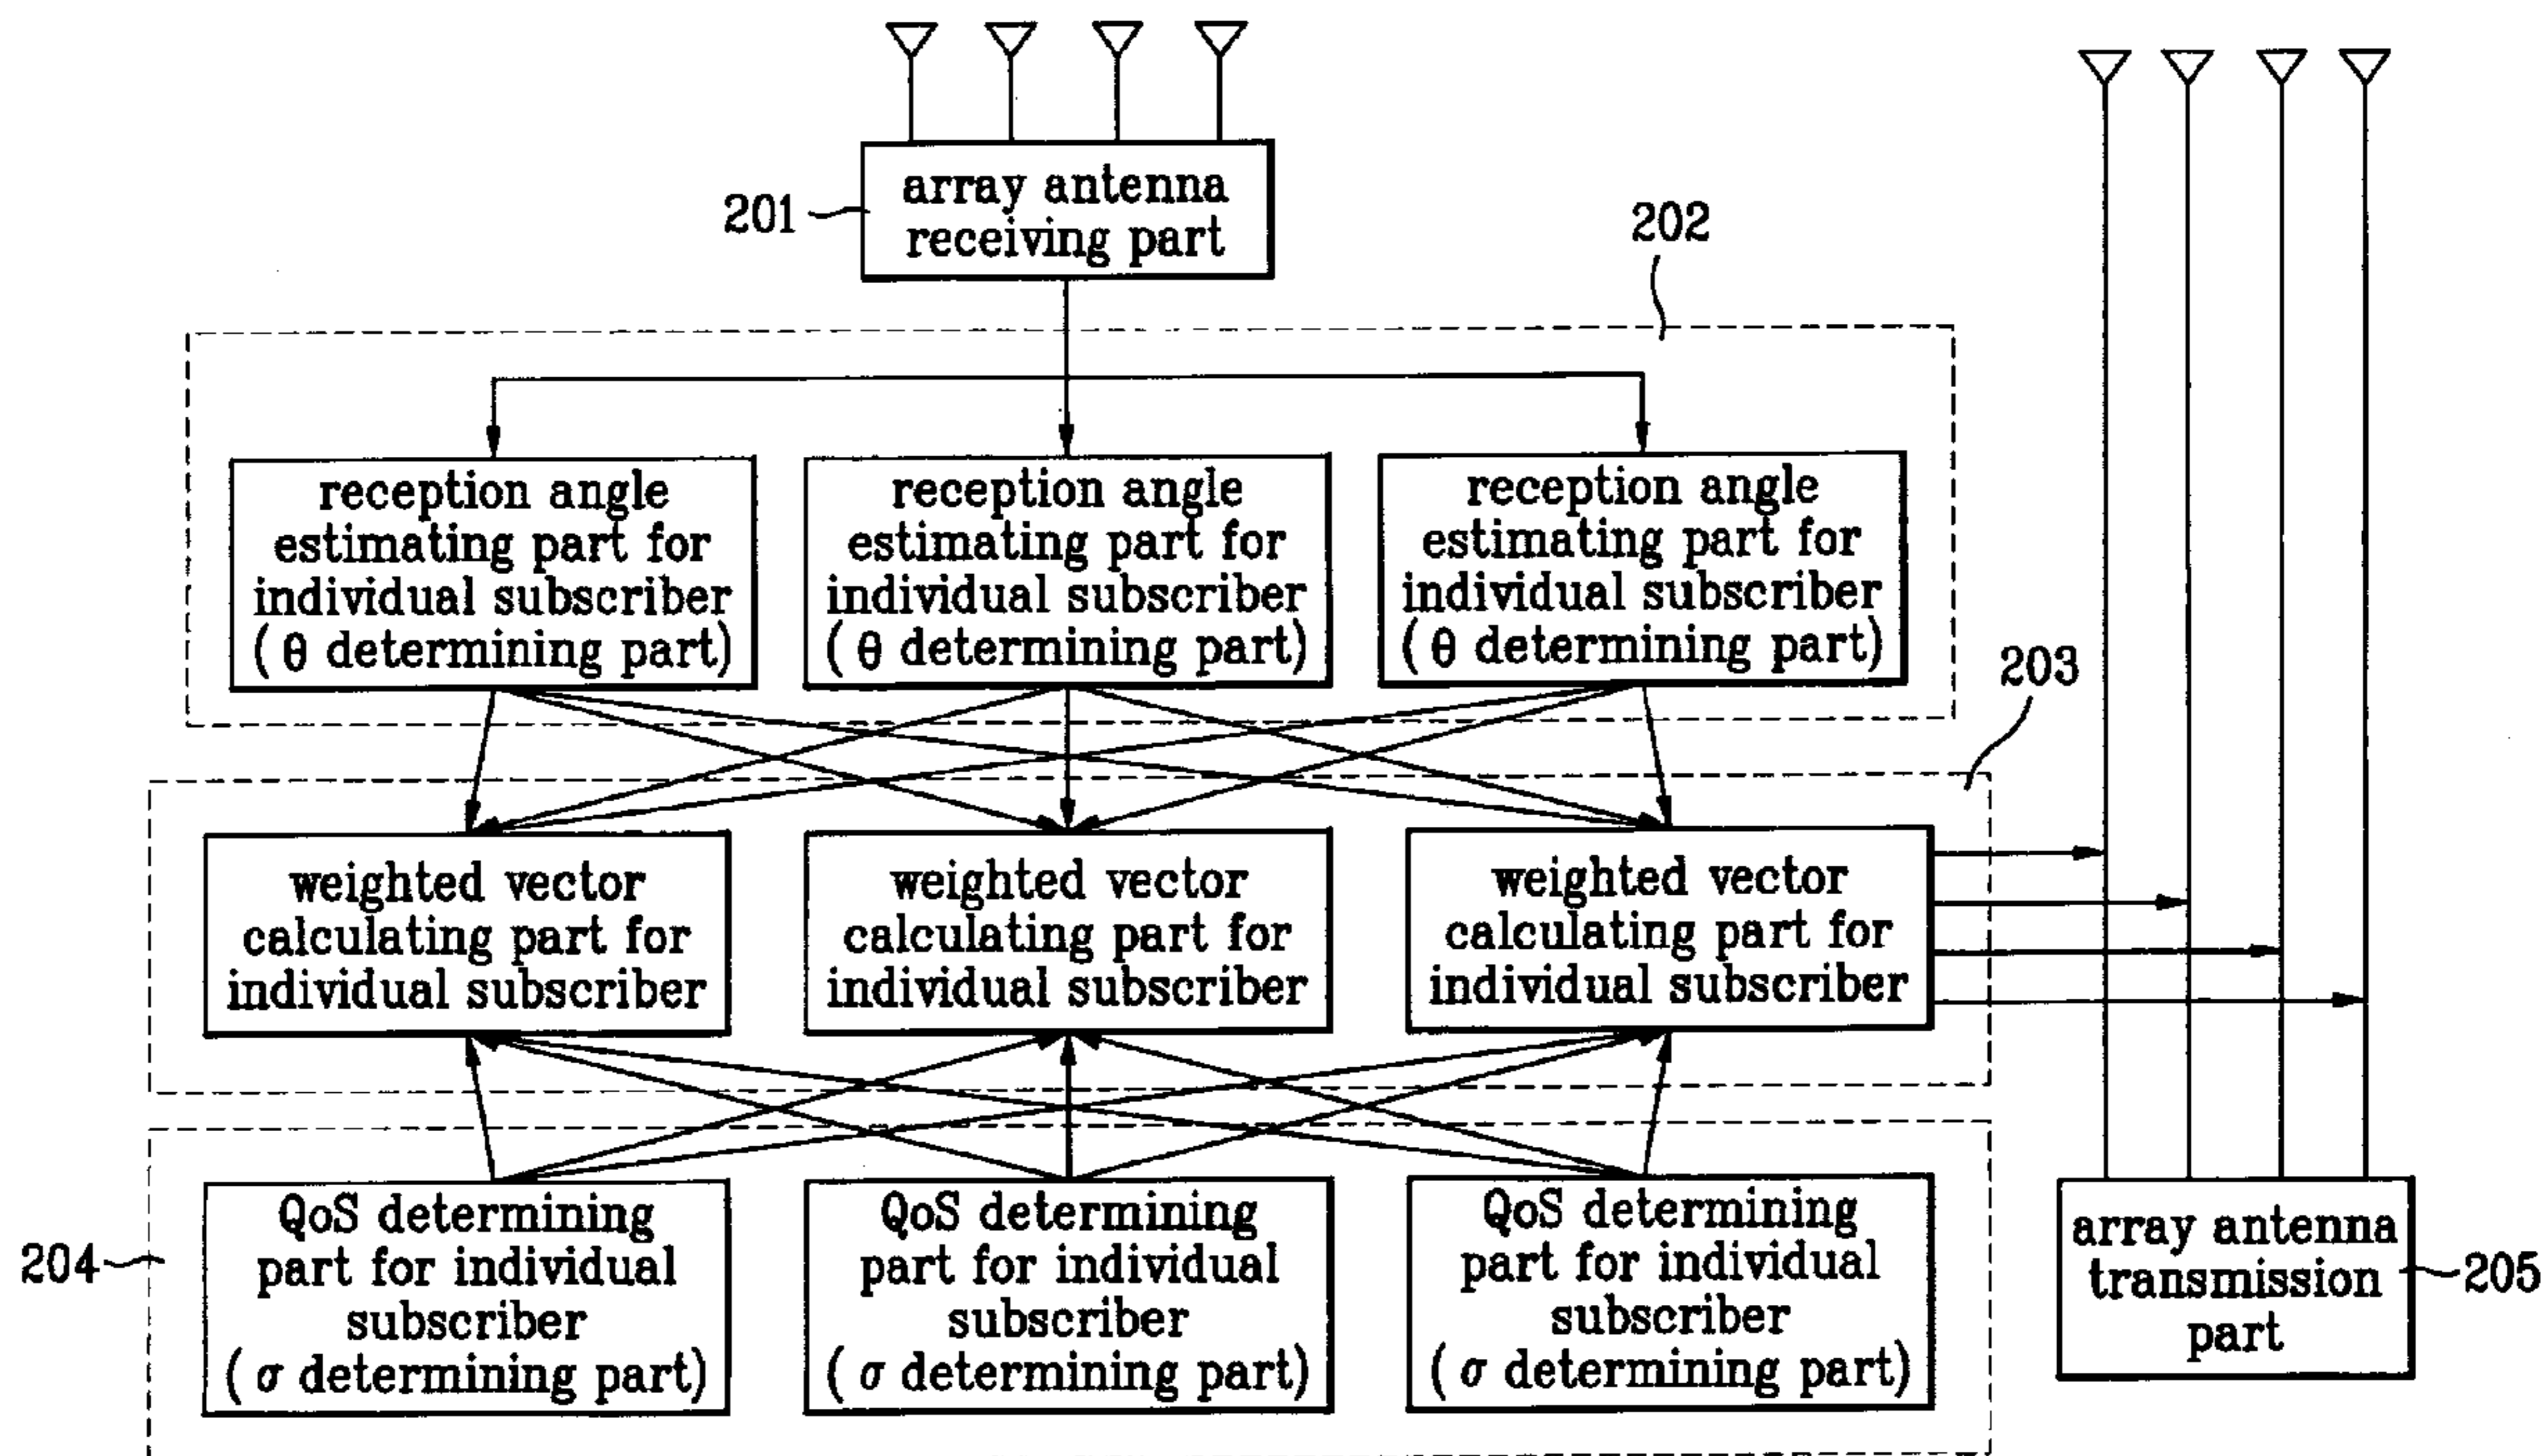 201
array antenna
receiving part
202
reception angle
estimating part for
individual subscriber
( θ determining part)
reception angle
estimating part for
individual subscriber
( θ determining part)
reception angle
estimating part for
individual subscriber
( θ determining part)
203
weighted vector
calculating part for
individual subscriber
weighted vector
calculating part for
individual subscriber
weighted vector
calculating part for
individual subscriber
204
QoS determining
part for individual
subscriber
( σ determining part)
QoS determining
part for individual
subscriber
( σ determining part)
QoS determining
part for individual
subscriber
( σ determining part)
array antenna
transmission
part
205